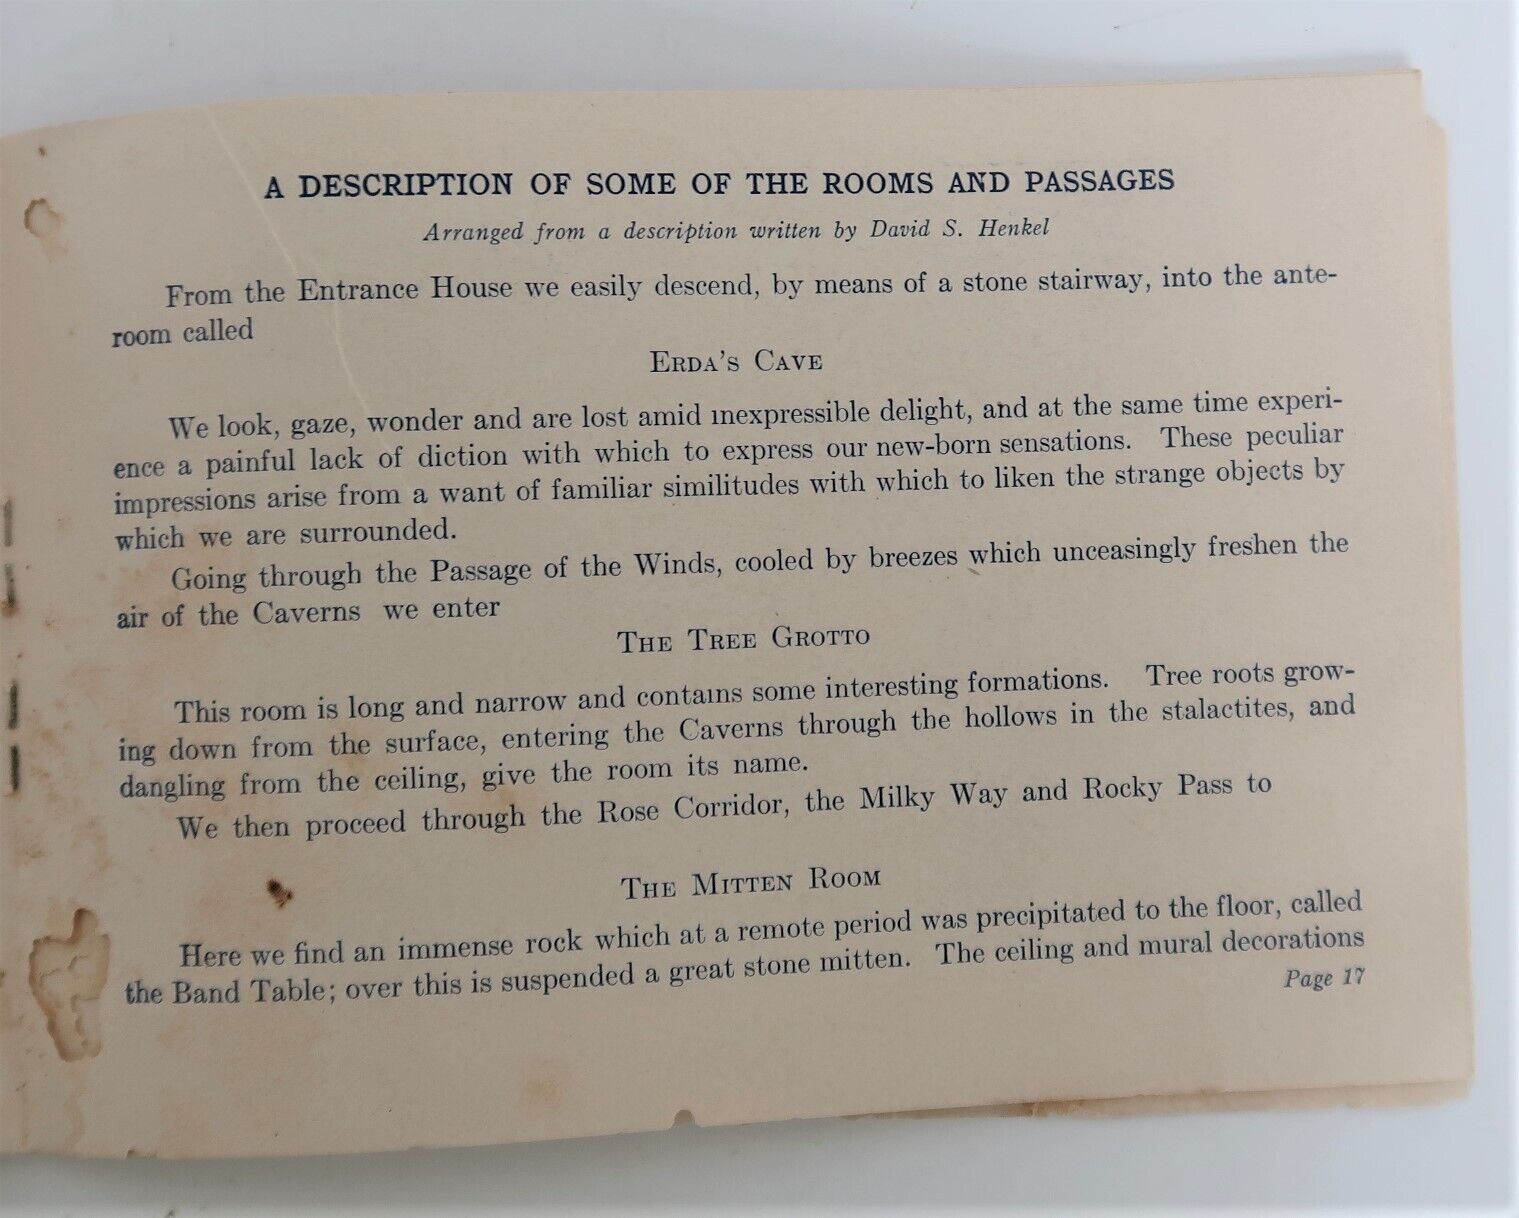 A DESCRIPTION OF SOME OF THE ROOMS AND PASSAGES
Arranged from a description written by David S. Henkel
From the Entrance House we easily descend, by means of a stone stairway, into the ante-
room called
ERDA'S CAVE
We look, gaze, wonder and are lost amid inexpressible delight, and at the same time experi-
ence a painful lack of diction with which to express our new-born sensations. These peculiar
impressions arise from a want of familiar similitudes with which to liken the strange objects by
which we are surrounded.
Going through the Passage of the Winds, cooled by breezes which unceasingly freshen the
air of the Caverns we enter
THE TREE GROTTO
This room is long and narrow and contains some interesting formations. Tree roots grow-
ing down from the surface, entering the Caverns through the hollows in the stalactites, and
dangling from the ceiling, give the room its name.
We then proceed through the Rose Corridor, the Milky Way and Rocky Pass to
THE MITTEN ROOM
Here we find an immense rock which at a remote period was precipitated to the floor, called
the Band Table; over this is suspended a great stone mitten. The ceiling and mural decorations
Page 17